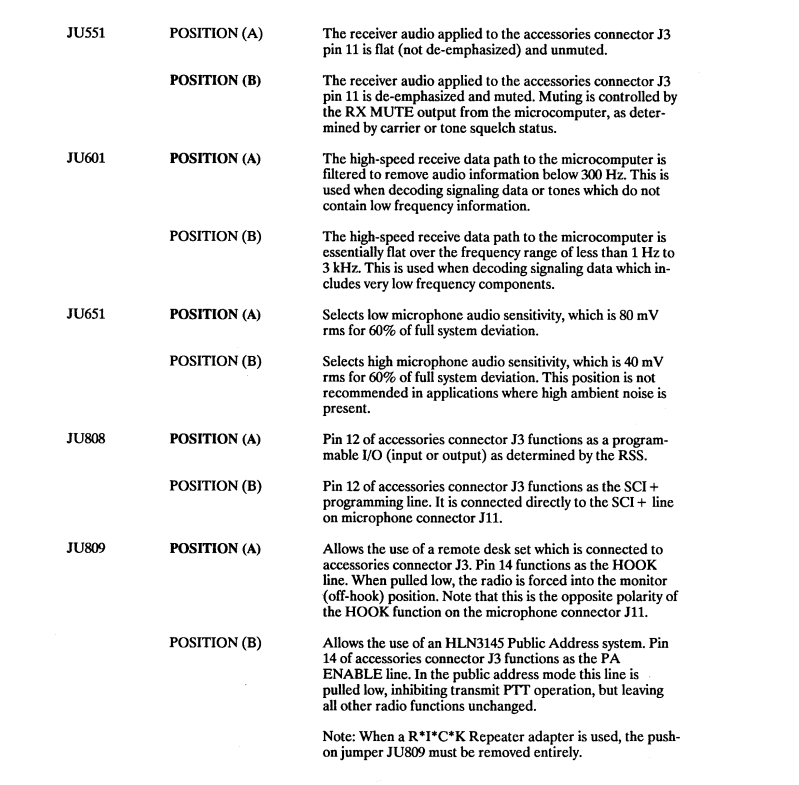 JU551 POSITION (A) The receiver audio applied to the accessories connector J3
pin 11 is flat (not de-emphasized) and unmuted.
POSITION (B) The receiver audio applied to the accessories connector J3
pin 11 is de-emphasized and muted. Muting is controlled by
the RX MUTE output from the microcomputer, as deter-
mined by carrier or tone squelch status.
JU601 POSITION (A) The high-speed receive data path to the microcomputer is
filtered to remove audio information below 300 Hz. This is
used when decoding signaling data or tones which do not
contain low frequency information.
POSITION (B) The high-speed receive data path to the microcomputer is
essentially flat over the frequency range of less than 1 Hz to
3 kHz. This is used when decoding signaling data which in-
cludes very low frequency components.
JU651 POSITION (A) Selects low microphone audio sensitivity, which is 80 mV
rms for 60% of full system deviation.
POSITION (B) Selects high microphone audio sensitivity, which is 40 mV
rms for 60% of full system deviation. This position is not
recommended in applications where high ambient noise is
present.
JU808 POSITION (A) Pin 12 of accessories connector J3 functions as a program-
mable I/O (input or output) as determined by the RSS.
POSITION (B) Pin 12 of accessories connector J3 functions as the SCI +
programming line. It is connected directly to the SCI + line
on microphone connector J11.
JU809 POSITION (A) Allows the use of a remote desk set which is connected to
accessories connector J3. Pin 14 functions as the HOOK
line. When pulled low, the radio is forced into the monitor
(off-hook) position. Note that this is the opposite polarity of
the HOOK function on the microphone connector J11.
POSITION (B) Allows the use of an HLN3145 Public Address system. Pin
14 of accessories connector J3 functions as the PA
ENABLE line. In the public address mode this line is
pulled low, inhibiting transmit PTT operation, but leaving
all other radio functions unchanged.
Note: When a R*I*C*K Repeater adapter is used, the push-
on jumper JU809 must be removed entirely.